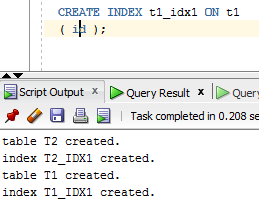 CREATE INDEX t1_idx1 ON t1
( id );
Script Output x Query Result x
Task completed in 0.208 se
table T2 created.
index T2_IDX1 created.
table T1 created.
index T1_IDX1 created.